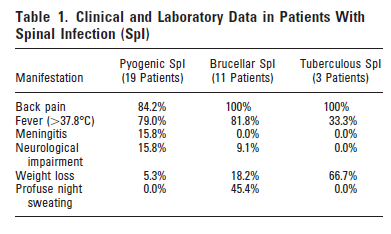 Table 1. Clinical and Laboratory Data in Patients With
Spinal Infection (SpI)
Pyogenic SpI Brucellar SpI Tuberculous SpI
Manifestation (19 Patients) (11 Patients) (3 Patients)
Back pain 84.2% 100% 100%
Fever (>37.8°C) 79.0% 81.8% 33.3%
Meningitis 15.8% 0.0% 0.0%
Neurological 15.8% 9.1% 0.0%
impairment
Weight loss 5.3% 18.2% 66.7%
Profuse night 0.0% 45.4% 0.0%
sweating